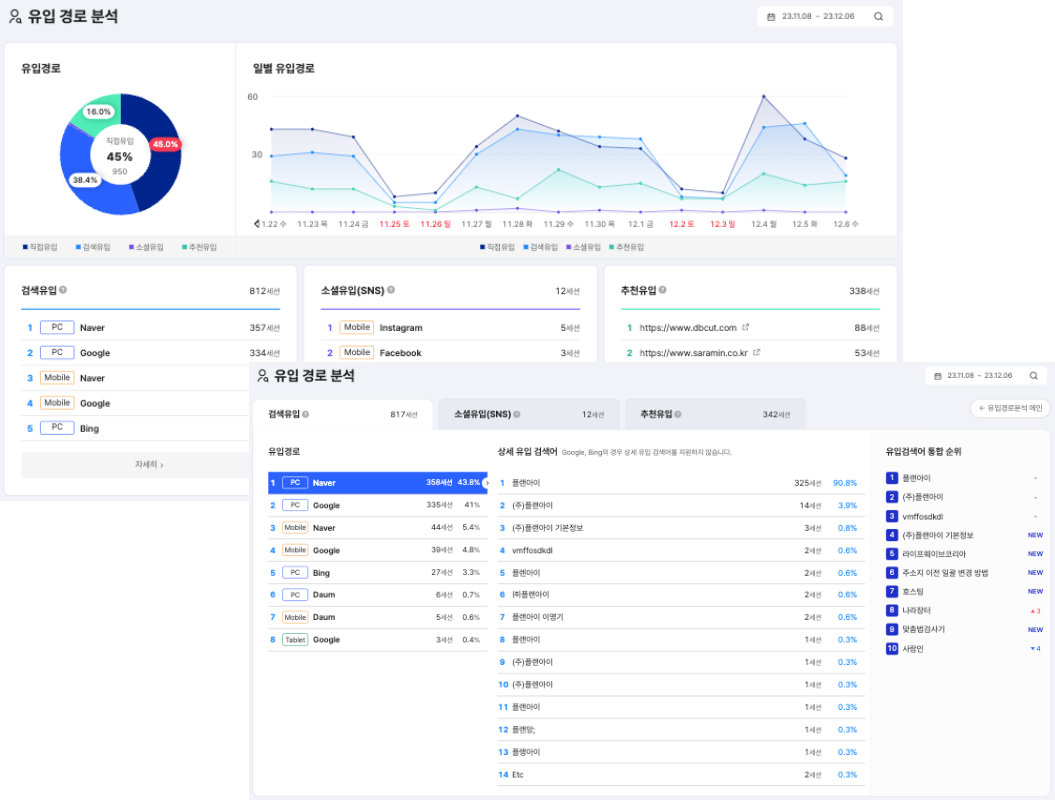 유입 경로 분석
23.11.08 ~ 23.12.06
유입경로
16.0%
45.0%
38.4%
직접유입
45%
950
직접유입 검색유입 소셜유입 추천유입
일별 유입경로
60
30
11.22 수 11.23 목 11.24 금 11.25 토 11.26 일 11.27 월 11.28 화 11.29 수 11.30 목 12.1 금 12.2 토 12.3 일 12.4 월 12.5 화 12.6 수
직접유입 검색유입 소셜유입 추천유입
검색유입 812세션
1 PC Naver 357세션
2 PC Google 334세션
3 Mobile Naver
4 Mobile Google
5 PC Bing
자세히 ›
소셜유입(SNS) 12세션
1 Mobile Instagram 5세션
2 Mobile Facebook 3세션
추천유입 338세션
1 https://www.dbcut.com 88세션
2 https://www.saramin.co.kr 53세션
유입 경로 분석
23.11.08 ~ 23.12.06
검색유입 817세션
소셜유입(SNS) 12세션
추천유입 342세션
← 유입경로분석 메인
유입경로
1 PC Naver 358세션 43.8%
2 PC Google 335세션 41%
3 Mobile Naver 44세션 5.4%
4 Mobile Google 39세션 4.8%
5 PC Bing 27세션 3.3%
6 PC Daum 6세션 0.7%
7 Mobile Daum 5세션 0.6%
8 Tablet Google 3세션 0.4%
상세 유입 검색어 Google, Bing의 경우 상세 유입 검색어를 지원하지 않습니다.
1 플랜아이 325세션 90.8%
2 (주)플랜아이 14세션 3.9%
3 (주)플랜아이 기본정보 3세션 0.8%
4 vmffosdkdl 2세션 0.6%
5 플렌아이 2세션 0.6%
6 ㈜플랜아이 2세션 0.6%
7 플랜아이 이명기 2세션 0.6%
8 플랜아이 1세션 0.3%
9 (주)플랜아이 1세션 0.3%
10 (주)플랜아이 1세션 0.3%
11 플랜아이 1세션 0.3%
12 플랜앙; 1세션 0.3%
13 플랭아이 1세션 0.3%
14 Etc 2세션 0.3%
유입검색어 통합 순위
1 플랜아이 -
2 (주)플랜아이 -
3 vmffosdkdl -
4 (주)플랜아이 기본정보 NEW
5 라이프웨이브코리아 NEW
6 주소지 이전 일괄 변경 방법 NEW
7 호스팅 NEW
8 나라장터 ▲3
9 맞춤법검사기 NEW
10 사람인 ▼4